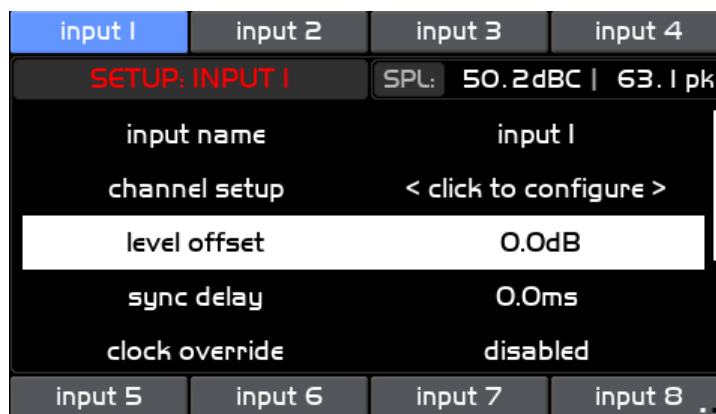 input 1 input 2 input 3 input 4
SETUP: INPUT 1 SPL: 50.2dBC | 63.1 pk
input name input 1
channel setup < click to configure >
level offset 0.0dB
sync delay 0.0ms
clock override disabled
input 5 input 6 input 7 input 8